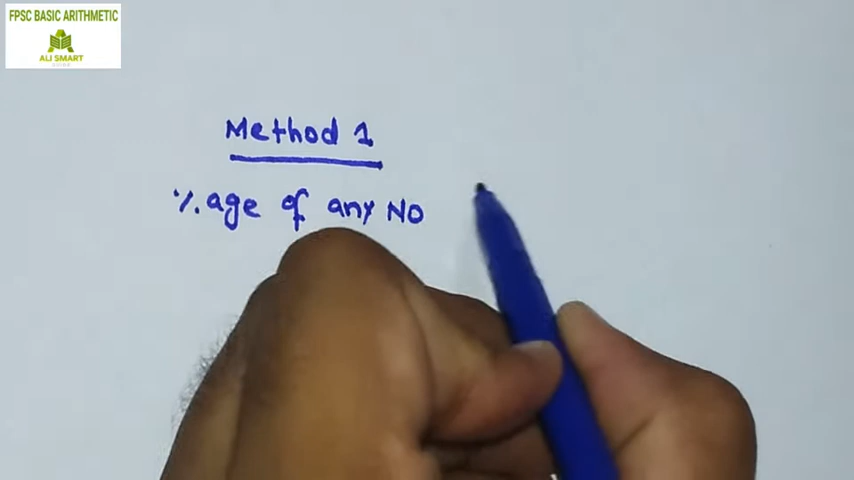 FPSC BASIC ARITHMETIC
ALI SMART
Method 1
%age of any NO